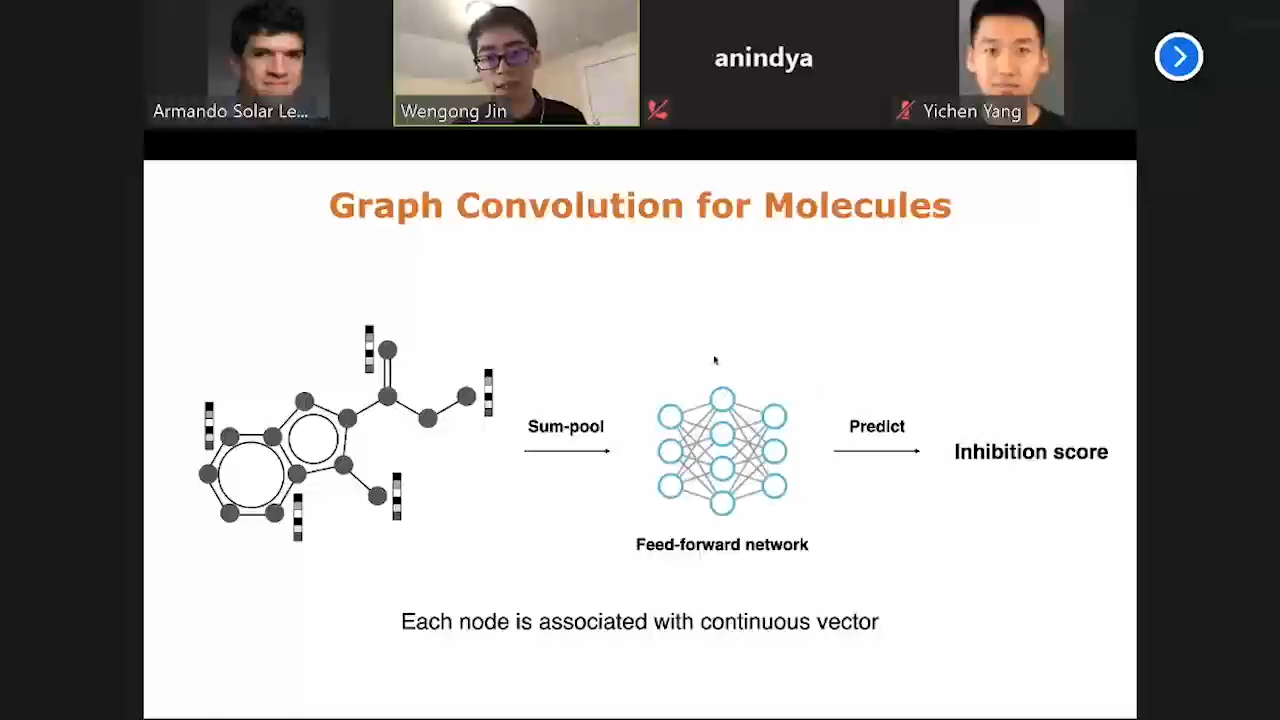 anindya
Armando Solar Le...
Wengong Jin
Yichen Yang
Graph Convolution for Molecules
Sum-pool
Predict
Inhibition score
Feed-forward network
Each node is associated with continuous vector